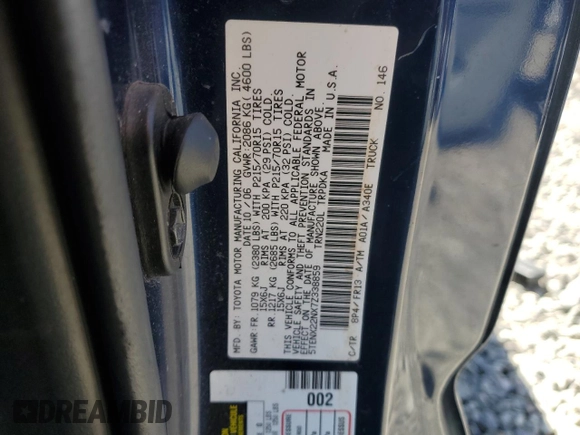 MFD. BY: TOYOTA MOTOR MANUFACTURING CALIFORNIA INC.
DATE 10/06 GVWR: 2086 KG( 4600 LBS)
GAWR: FR 1079 KG (2380 LBS) WITH P215/70R15 TIRES
15X6J RIMS AT 200 KPA (29 PSI) COLD.
RR 1217 KG (2685 LBS) WITH P215/70R15 TIRES
15X6J RIMS AT 220 KPA (32 PSI) COLD.
THIS VEHICLE CONFORMS TO ALL APPLICABLE FEDERAL MOTOR
VEHICLE SAFETY AND THEFT PREVENTION STANDARDS IN
EFFECT ON THE DATE OF MANUFACTURE SHOWN ABOVE.
5TENX22NX7Z338859 TRN220L TRPDKA MADE IN U.S.A.
C/TR 8P4/FR13 A/TM A01A/A340E TRUCK NO. 146
002
VEHICLE
DREAMBID